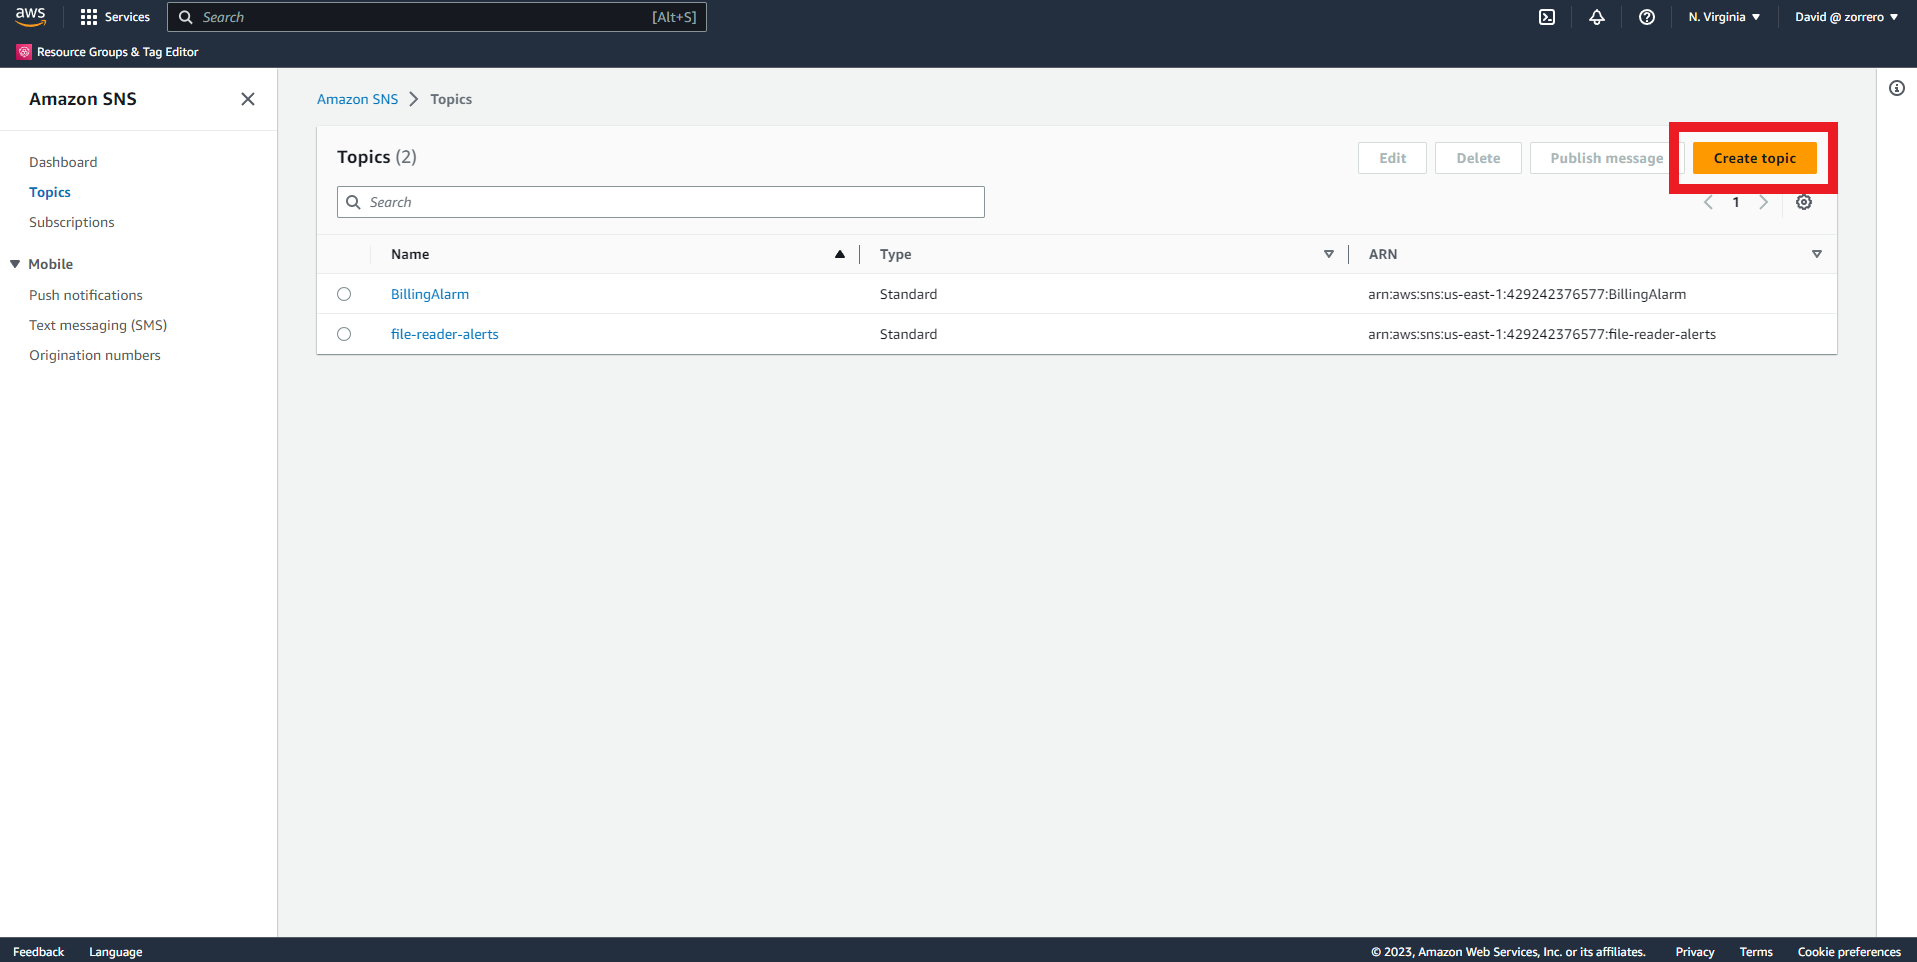 aws Services Search [Alt+S] N. Virginia David @ zorrero
Resource Groups & Tag Editor
Amazon SNS
Dashboard
Topics
Subscriptions
Mobile
Push notifications
Text messaging (SMS)
Origination numbers
Amazon SNS Topics
Topics (2) Edit Delete Publish message Create topic
Search 1
Name Type ARN
BillingAlarm Standard arn:aws:sns:us-east-1:429242376577:BillingAlarm
file-reader-alerts Standard arn:aws:sns:us-east-1:429242376577:file-reader-alerts
Feedback Language © 2023, Amazon Web Services, Inc. or its affiliates. Privacy Terms Cookie preferences